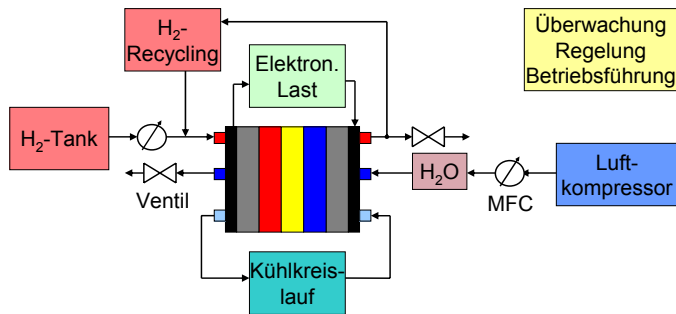 H₂-
Recycling
Elektron.
Last
Überwachung
Regelung
Betriebsführung
H₂-Tank
Ventil
H₂O
MFC
Luft-
kompressor
Kühlkreis-
lauf